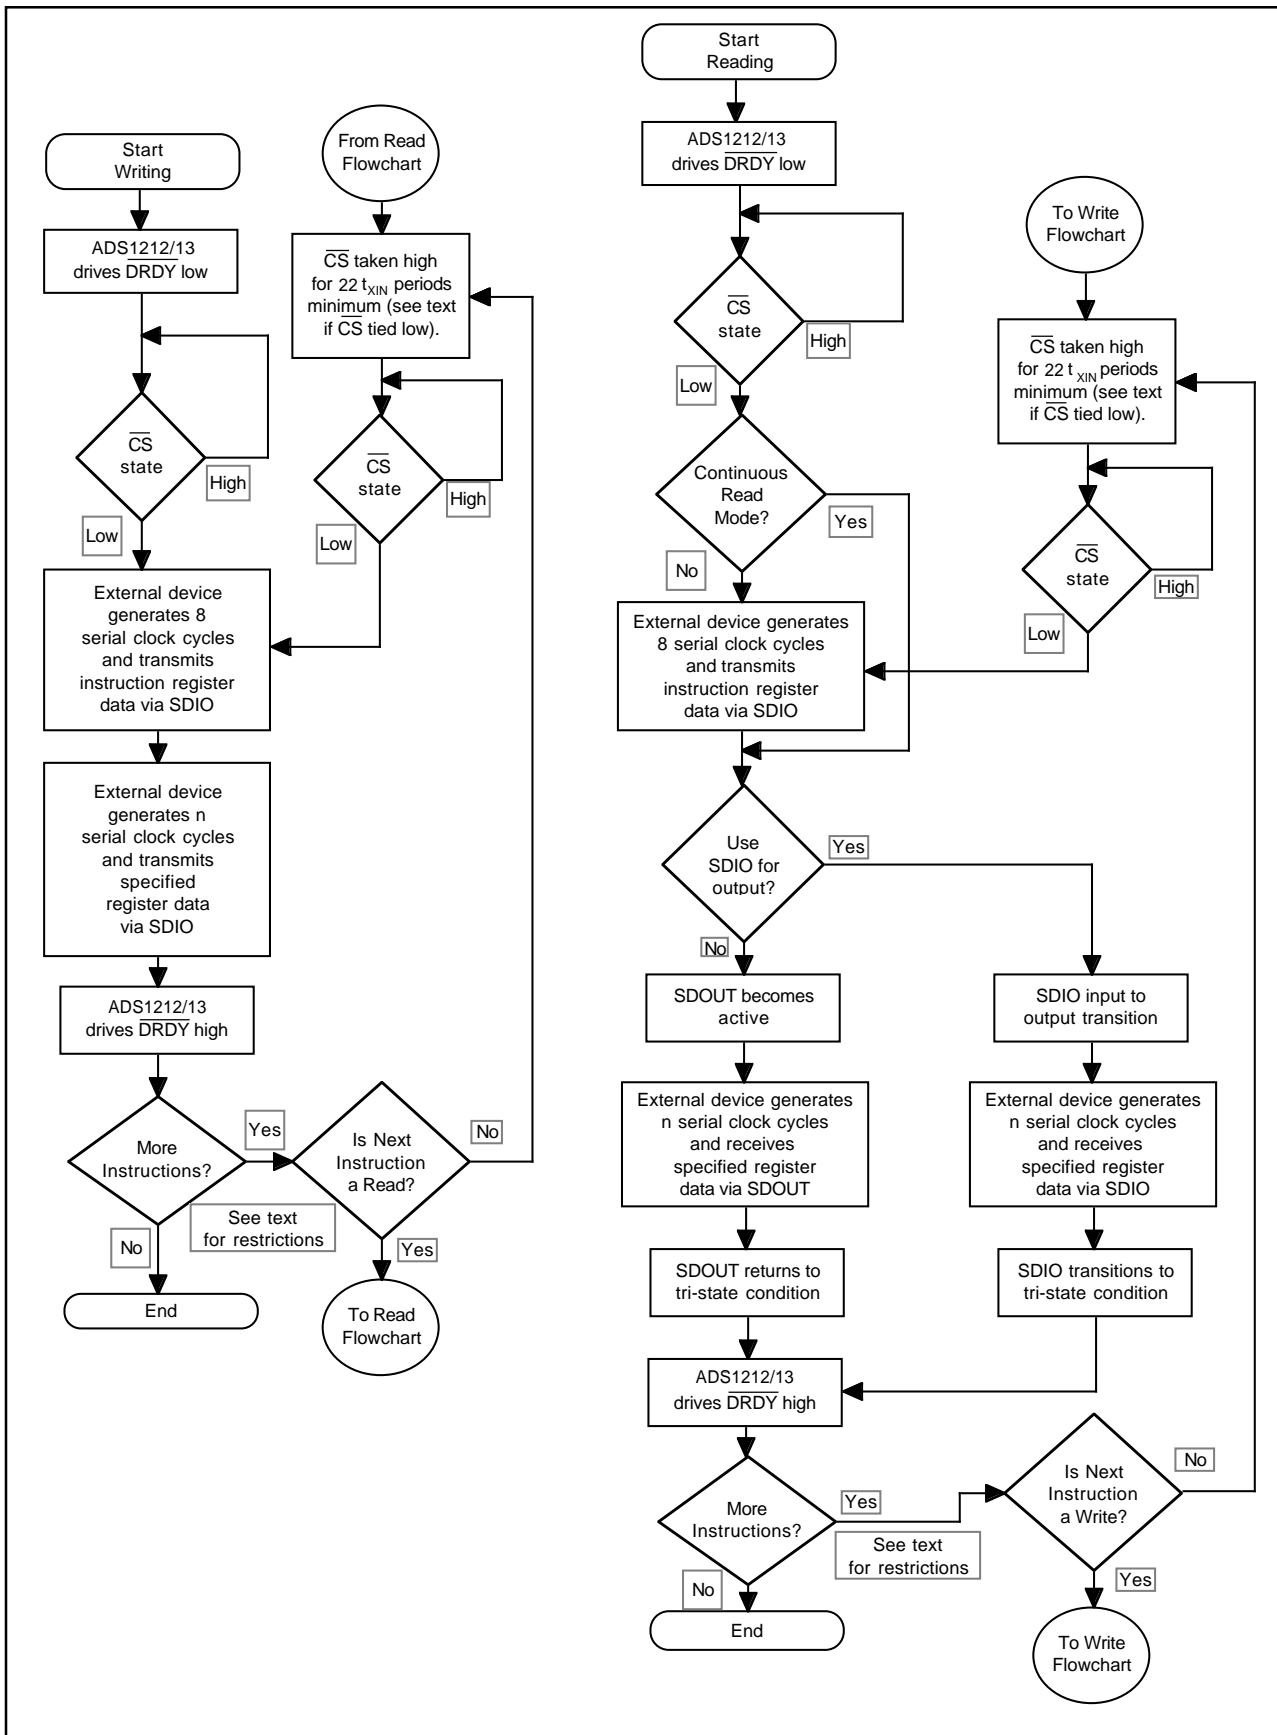 Start
Writing
ADS1212/13
drives DRDY low
CS
state
High
Low
External device
generates 8
serial clock cycles
and transmits
instruction register
data via SDIO
External device
generates n
serial clock cycles
and transmits
specified
register data
via SDIO
ADS1212/13
drives DRDY high
More
Instructions?
Yes
See text
for restrictions
No
End
From Read
Flowchart
CS taken high
for 22 tXIN periods
minimum (see text
if CS tied low).
CS
state
High
Low
Is Next
Instruction
a Read?
No
Yes
To Read
Flowchart
Start
Reading
ADS1212/13
drives DRDY low
CS
state
High
Low
Continuous
Read
Mode?
Yes
No
External device generates
8 serial clock cycles
and transmits
instruction register
data via SDIO
Use
SDIO for
output?
Yes
No
SDOUT becomes
active
External device generates
n serial clock cycles
and receives
specified register
data via SDOUT
SDOUT returns to
tri-state condition
ADS1212/13
drives DRDY high
More
Instructions?
Yes
See text
for restrictions
No
End
To Write
Flowchart
CS taken high
for 22 tXIN periods
minimum (see text
if CS tied low).
CS
state
High
Low
SDIO input to
output transition
External device generates
n serial clock cycles
and receives
specified register
data via SDIO
SDIO transitions to
tri-state condition
Is Next
Instruction
a Write?
No
Yes
To Write
Flowchart